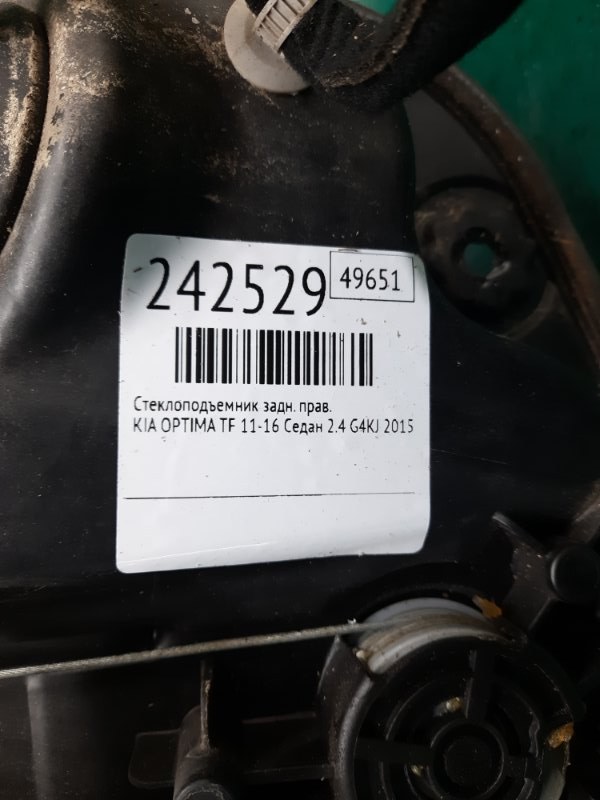 242529 49651
Стеклоподъемник задн. прав.
KIA OPTIMA TF 11-16 Седан 2.4 G4KJ 2015